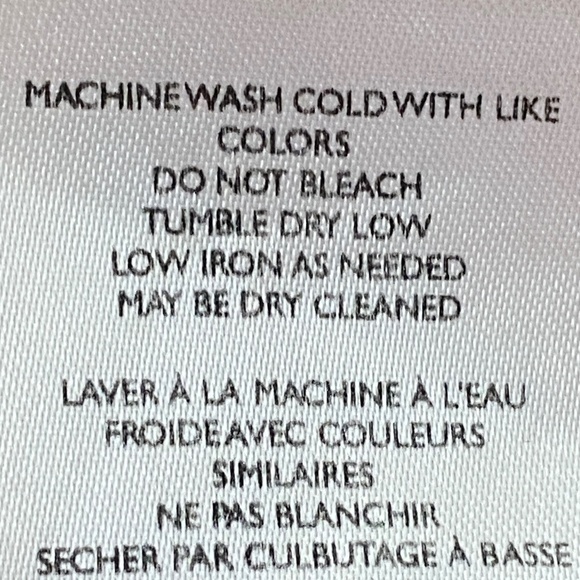 MACHINE WASH COLD WITH LIKE
COLORS
DO NOT BLEACH
TUMBLE DRY LOW
LOW IRON AS NEEDED
MAY BE DRY CLEANED
LAVER À LA MACHINE À L'EAU
FROIDE AVEC COULEURS
SIMILAIRES
NE PAS BLANCHIR
SECHER PAR CULBUTAGE À BASSE